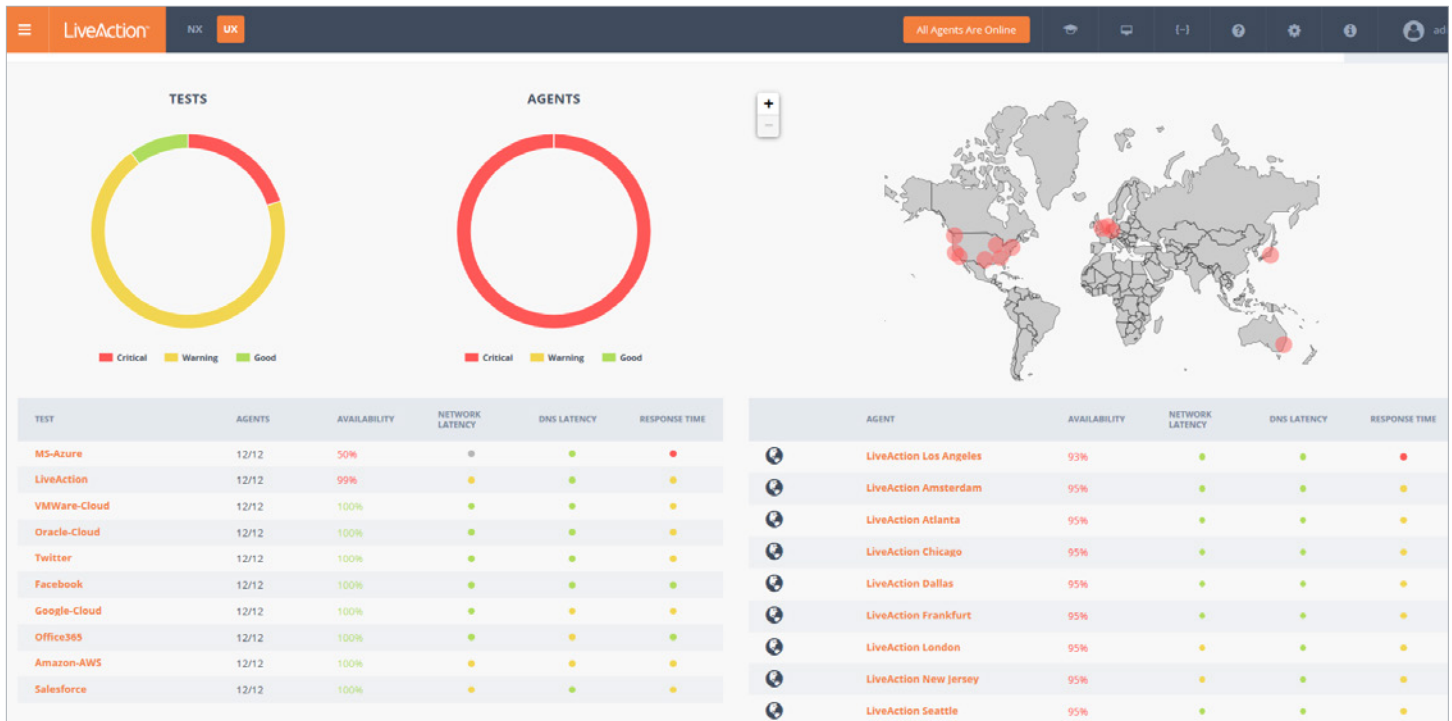 LiveAction™ NX UX All Agents Are Online {--} ad
TESTS
Critical Warning Good
AGENTS
Critical Warning Good
+
−
TEST AGENTS AVAILABILITY NETWORK LATENCY DNS LATENCY RESPONSE TIME
MS-Azure 12/12 50%
LiveAction 12/12 99%
VMWare-Cloud 12/12 100%
Oracle-Cloud 12/12 100%
Twitter 12/12 100%
Facebook 12/12 100%
Google-Cloud 12/12 100%
Office365 12/12 100%
Amazon-AWS 12/12 100%
Salesforce 12/12 100%
AGENT AVAILABILITY NETWORK LATENCY DNS LATENCY RESPONSE TIME
LiveAction Los Angeles 93%
LiveAction Amsterdam 95%
LiveAction Atlanta 95%
LiveAction Chicago 95%
LiveAction Dallas 95%
LiveAction Frankfurt 95%
LiveAction London 95%
LiveAction New Jersey 95%
LiveAction Seattle 95%